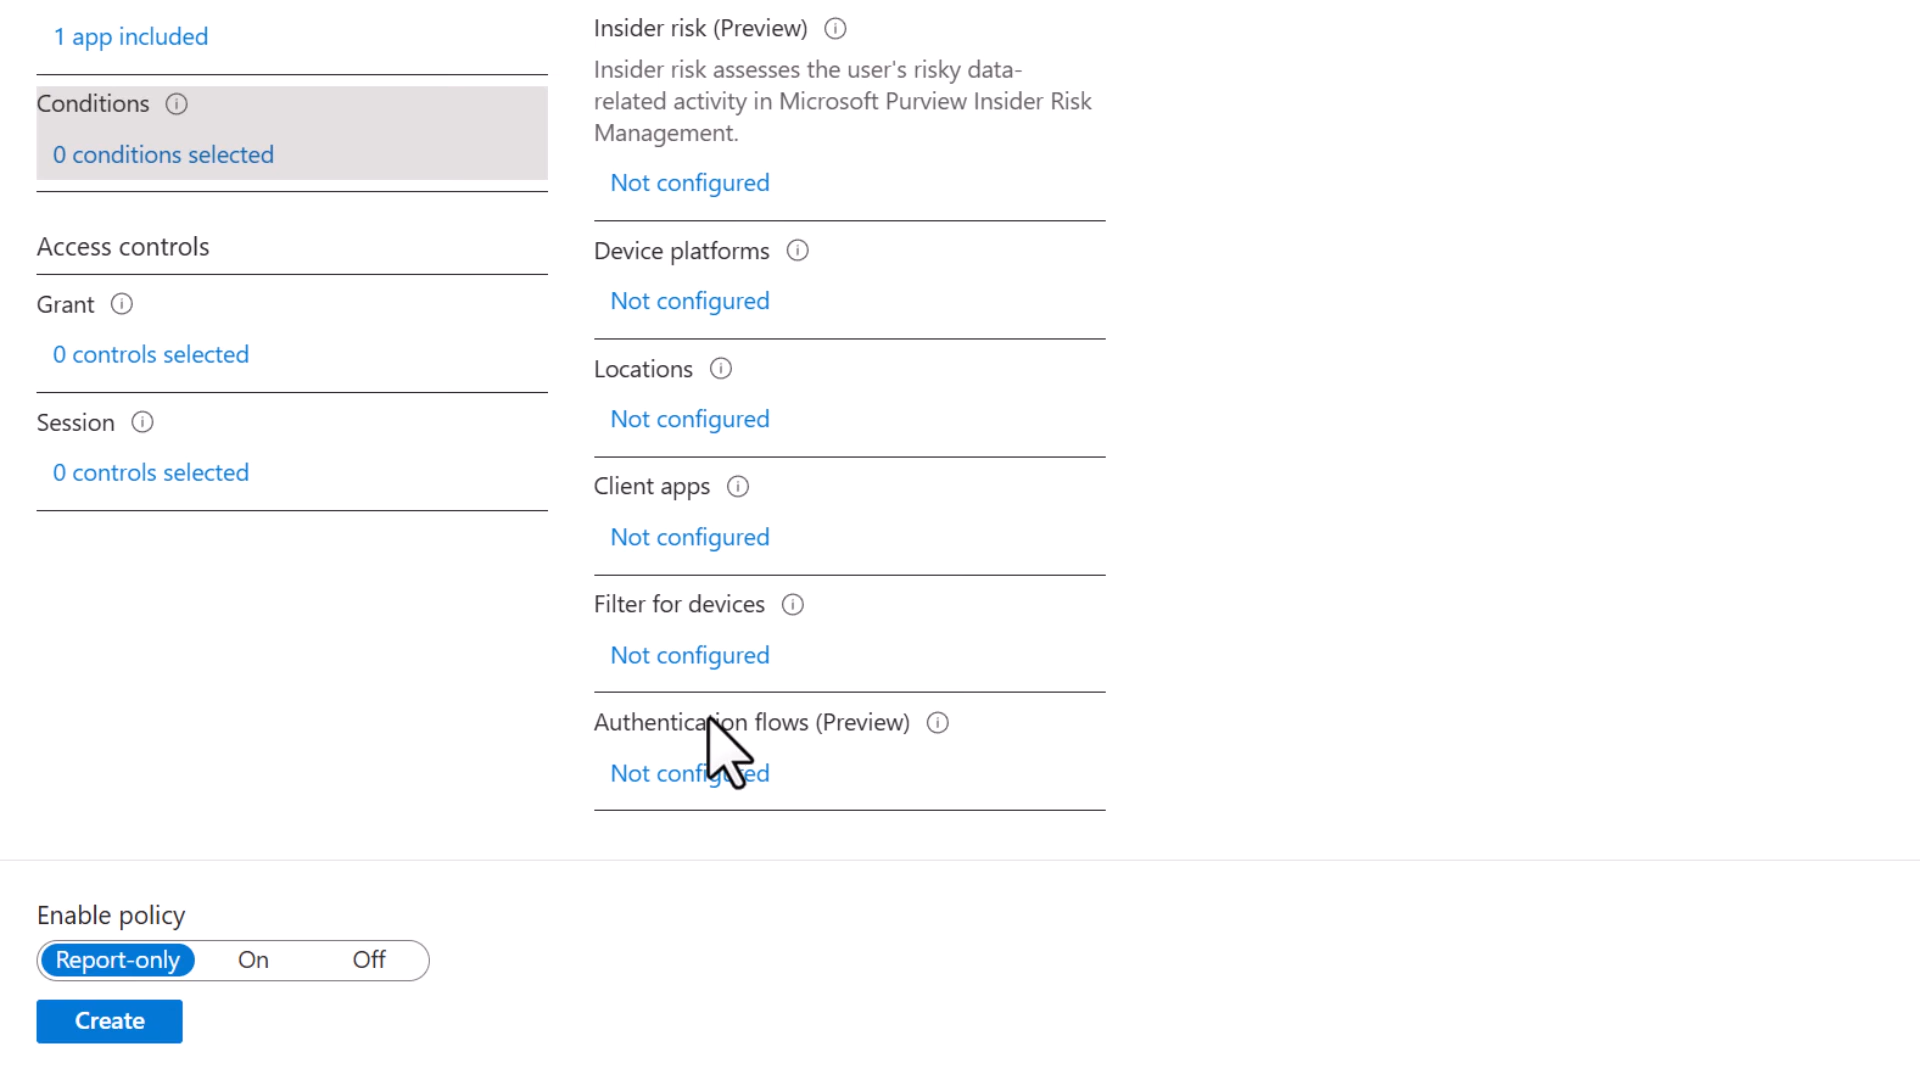 1 app included
Conditions
0 conditions selected
Access controls
Grant
0 controls selected
Session
0 controls selected
Insider risk (Preview)
Insider risk assesses the user's risky data-
related activity in Microsoft Purview Insider Risk
Management.
Not configured
Device platforms
Not configured
Locations
Not configured
Client apps
Not configured
Filter for devices
Not configured
Authentication flows (Preview)
Not configured
Enable policy
Report-only On Off
Create